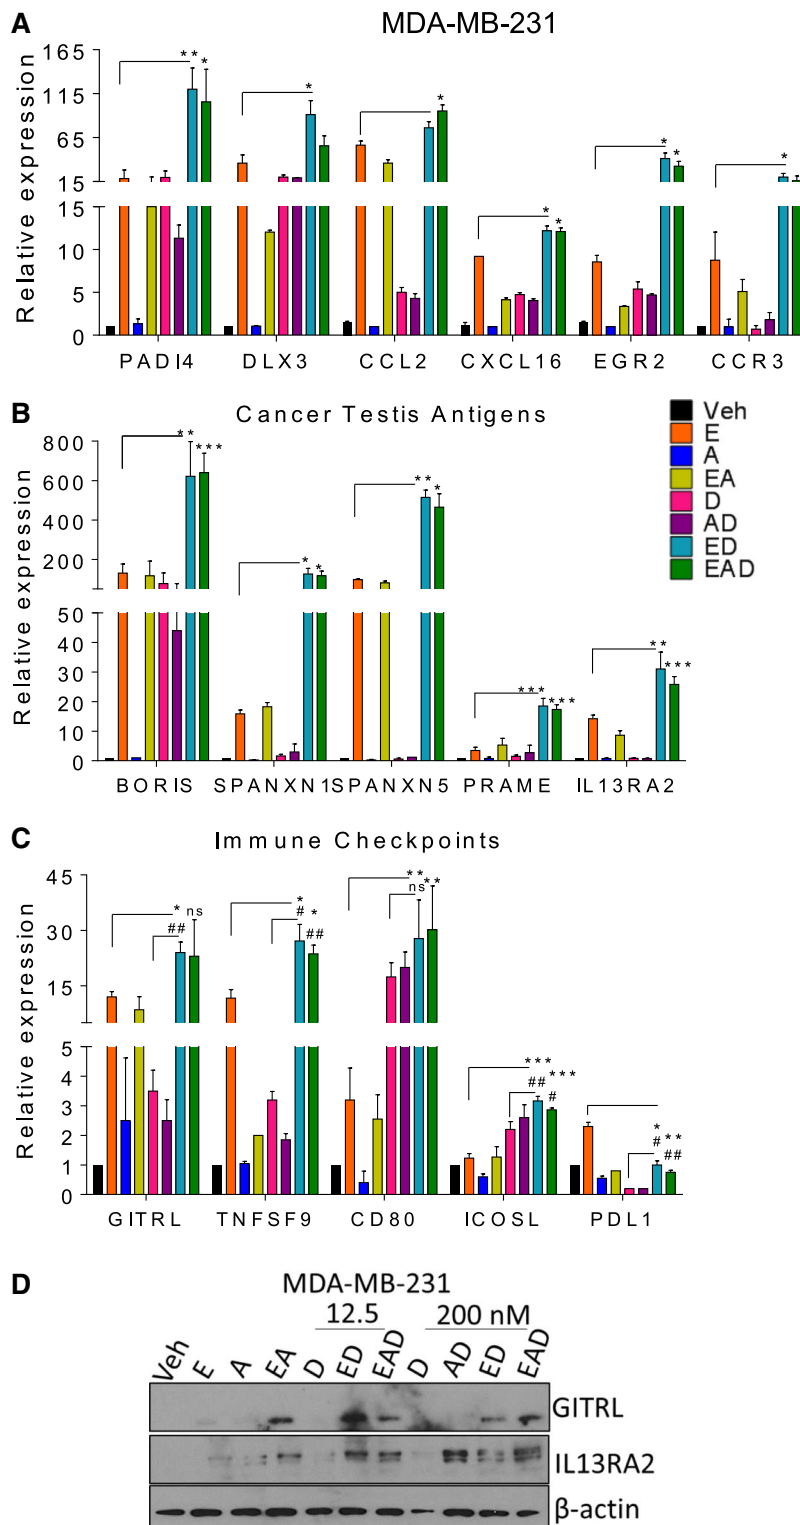 A
MDA-MB-231
Relative expression
165
115
65
15
15
10
5
0
** *
*
*
*
*
*
*
*
PADI4 DLX3 CCL2 CXCL16 EGR2 CCR3
B
Cancer Testis Antigens
Veh
E
A
EA
D
AD
ED
EAD
Relative expression
800
600
400
200
50
40
30
20
10
0
** ***
* *
** *
*** ***
** ***
BORIS SPANXN1 SPANXN5 PRAME IL13RA2
C
Immune Checkpoints
Relative expression
45
30
15
5
4
3
2
1
0
* ns
##
* *
# ##
** **
ns
*** ***
## #
* **
# ##
GITRL TNFSF9 CD80 ICOSL PDL1
D
MDA-MB-231
12.5 200 nM
Veh E A EA D ED EAD D AD ED EAD
GITRL
IL13RA2
β-actin